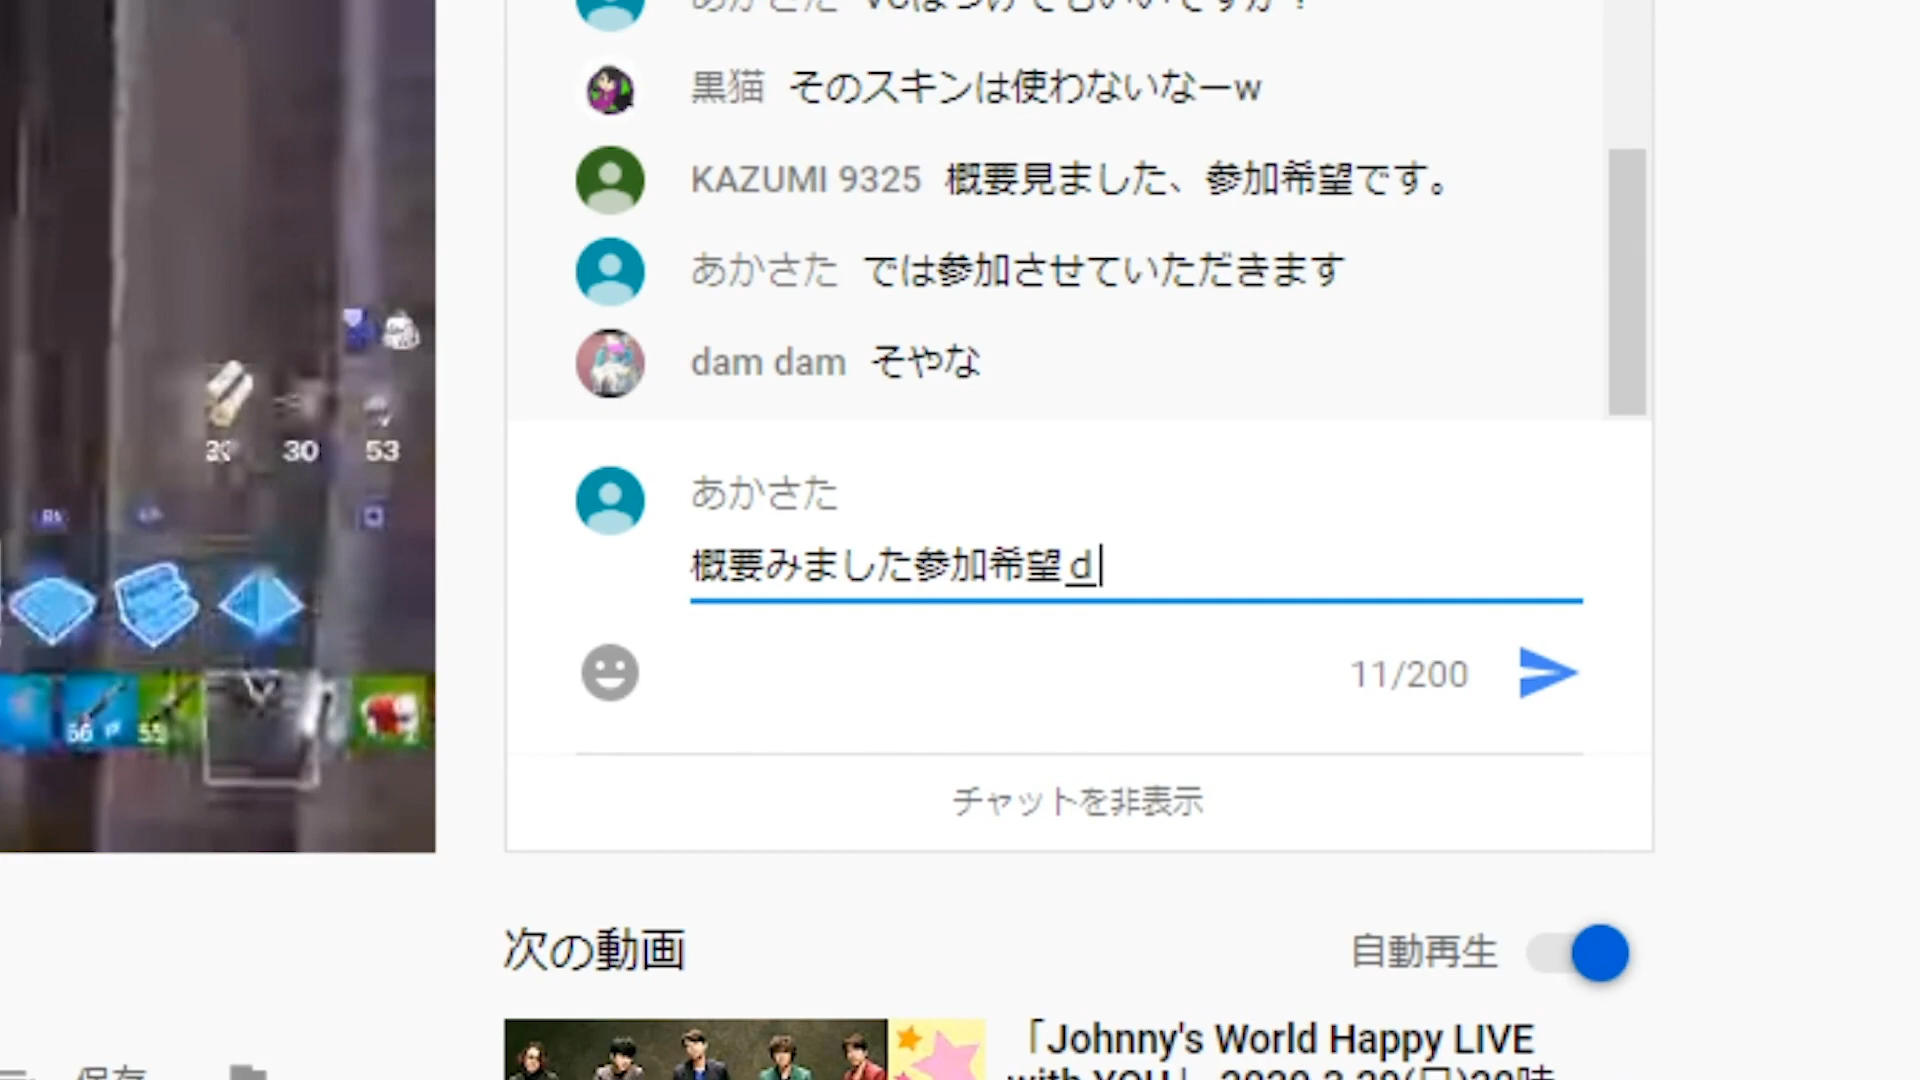 黒猫 そのスキンは使わないなーw
KAZUMI 9325 概要見ました、参加希望です。
あかさた では参加させていただきます
dam dam そやな
30 53
あかさた
概要みました参加希望d
11/200
チャットを非表示
次の動画
自動再生
「Johnny's World Happy LIVE
保存